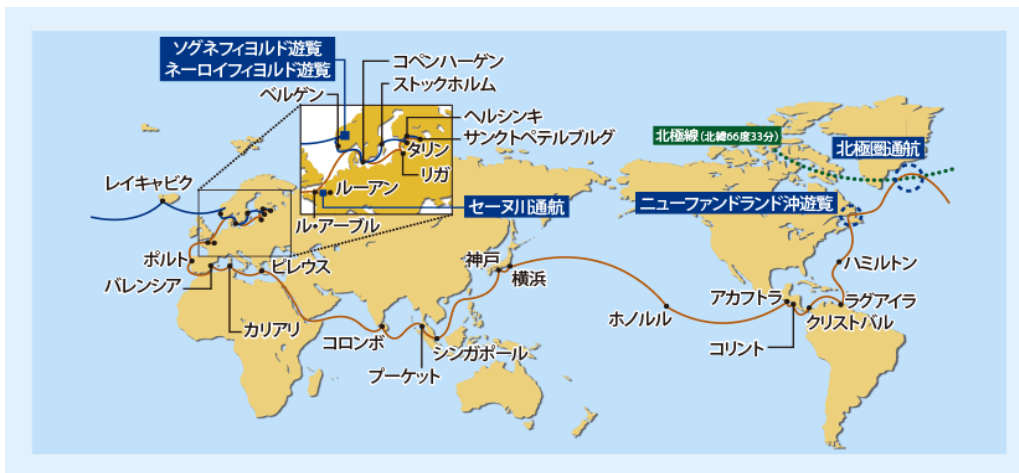 ソグネフィヨルド遊覧
ネーロイフィヨルド遊覧
コペンハーゲン
ストックホルム
ベルゲン
ヘルシンキ
サンクトペテルブルグ
タリン
リガ
ルーアン
セーヌ川通航
ル・アーブル
レイキャビク
ポルト
バレンシア
ピレウス
カリアリ
コロンボ
プーケット
シンガポール
神戸
横浜
ホノルル
北極線(北緯66度33分)
北極圏通航
ニューファンドランド沖遊覧
ハミルトン
アカフトラ
ラグアイラ
クリストバル
コリント